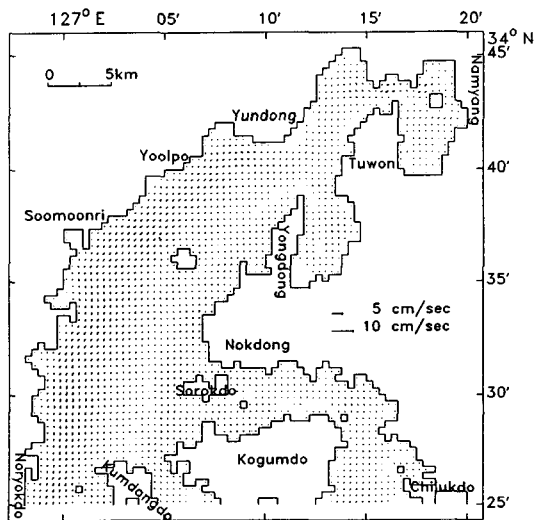 127° E 05' 10' 15' 20'
34° N
45'
0 5km
Namyang
Yundong
Yoolpo
Tuwon
40'
Soomoonri
Yongdong
35'
5 cm/sec
10 cm/sec
Nokdong
Sorokdo
30'
Kogumdo
Noryokdo
Kumdangdo
Chijukdo
25'